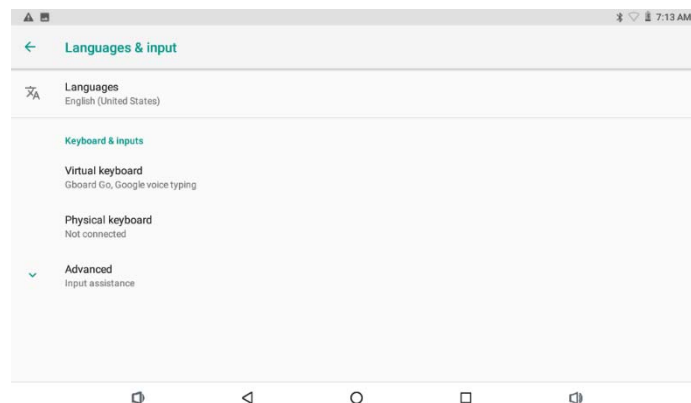 7:13 AM
Languages & input
Languages
English (United States)
Keyboard & inputs
Virtual keyboard
Gboard Go, Google voice typing
Physical keyboard
Not connected
Advanced
Input assistance